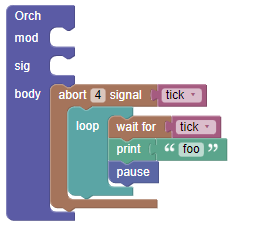 Orch
mod
sig
body abort 4 signal tick
loop wait for tick
print “ foo ”
pause